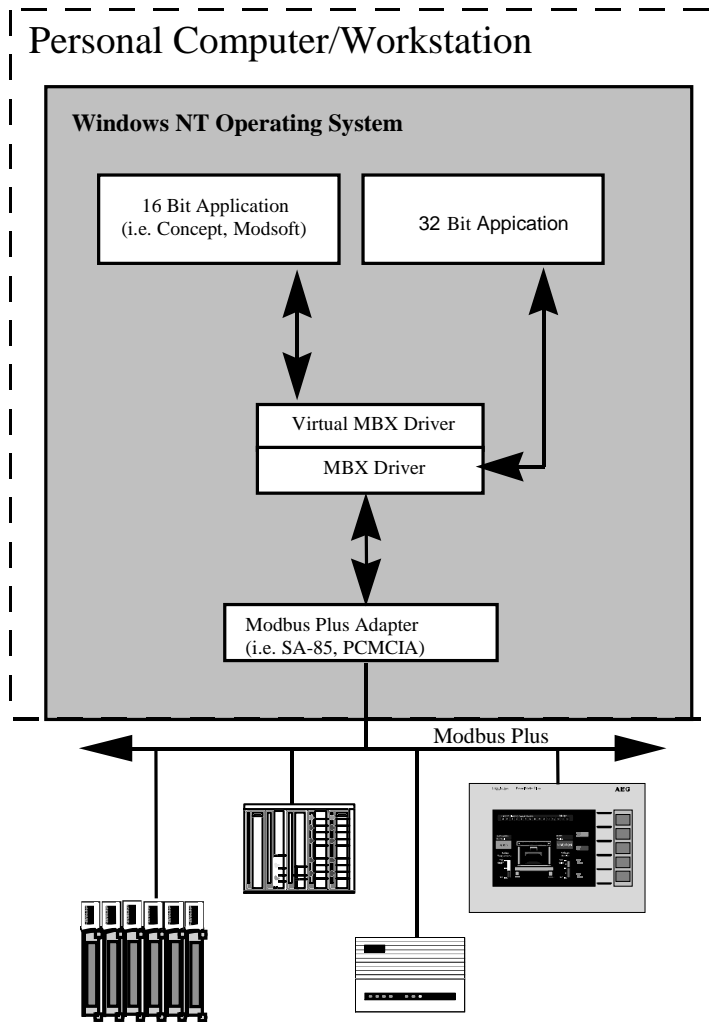 Personal Computer/Workstation
Windows NT Operating System
16 Bit Application
(i.e. Concept, Modsoft)
32 Bit Appication
Virtual MBX Driver
MBX Driver
Modbus Plus Adapter
(i.e. SA-85, PCMCIA)
Modbus Plus
AEG